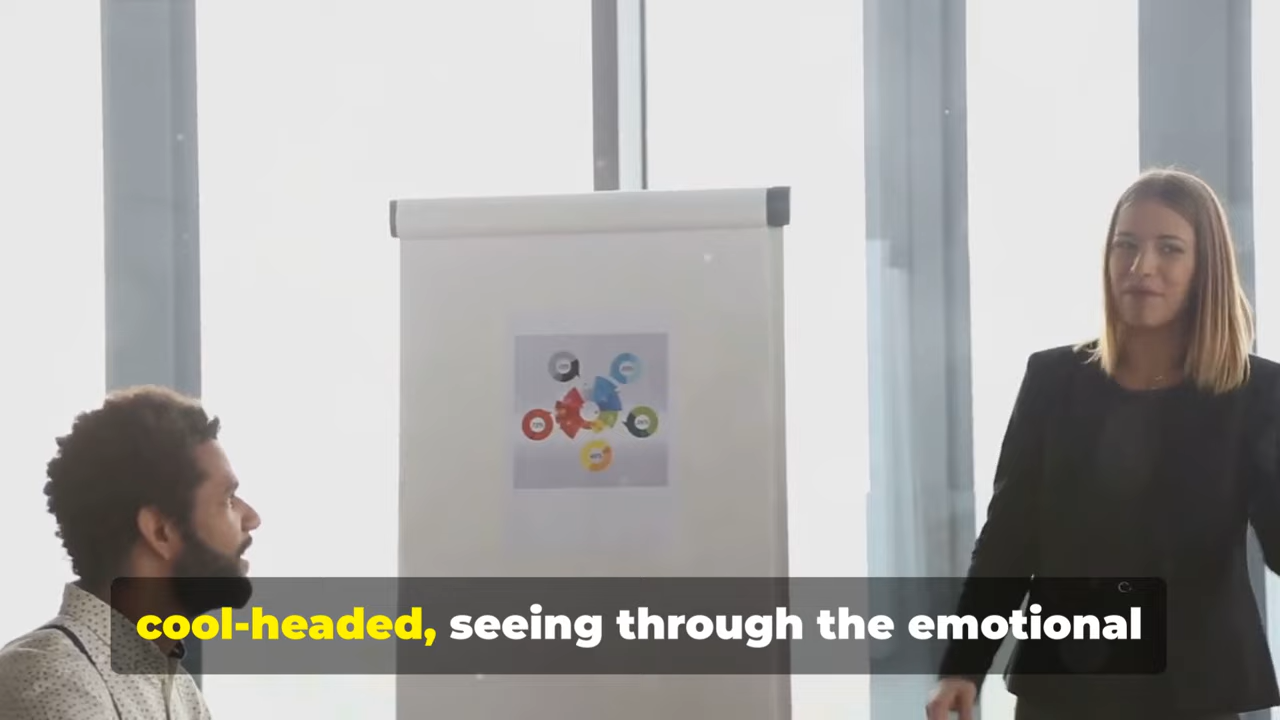 cool-headed, seeing through the emotional